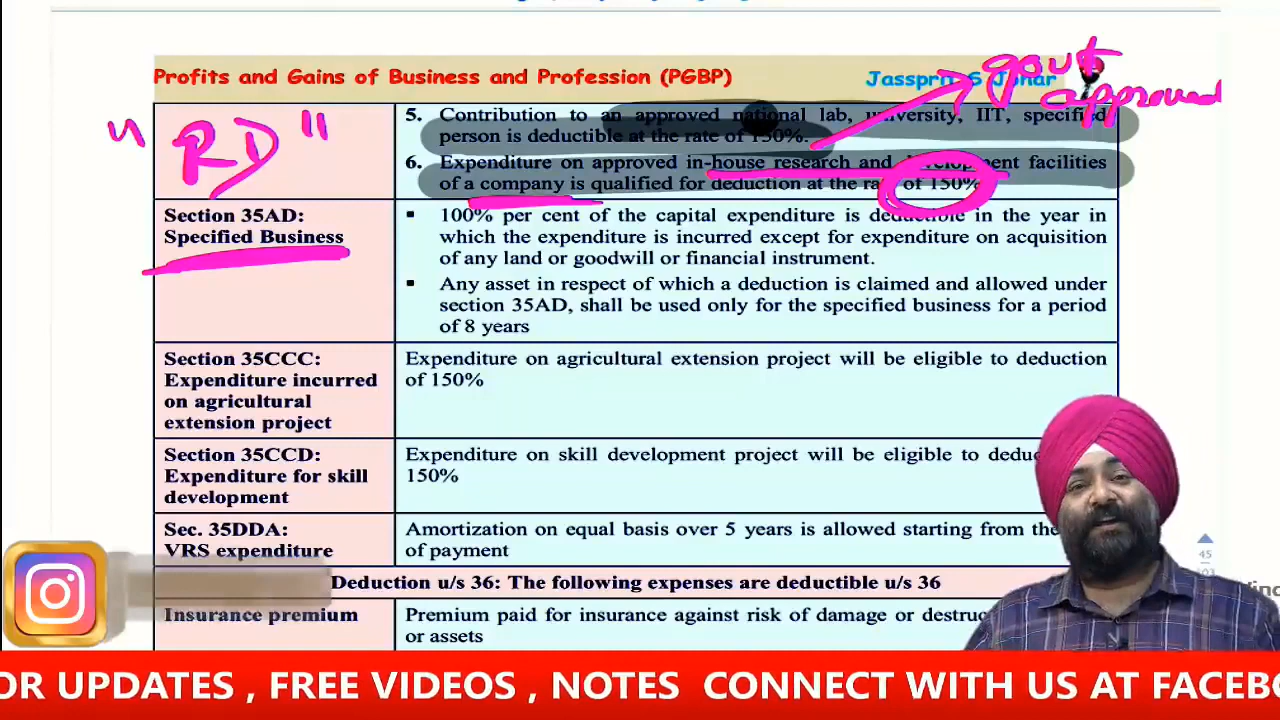 Profits and Gains of Business and Profession (PGBP)
Jassprit S Johar
govt
approved
" RD "
5. Contribution to an approved national lab, university, IIT, specified
person is deductible at the rate of 150%.
6. Expenditure on approved in-house research and development facilities
of a company is qualified for deduction at the rate of 150%
Section 35AD:
Specified Business
▪ 100% per cent of the capital expenditure is deductible in the year in
which the expenditure is incurred except for expenditure on acquisition
of any land or goodwill or financial instrument.
▪ Any asset in respect of which a deduction is claimed and allowed under
section 35AD, shall be used only for the specified business for a period
of 8 years
Section 35CCC:
Expenditure incurred
on agricultural
extension project
Expenditure on agricultural extension project will be eligible to deduction
of 150%
Section 35CCD:
Expenditure for skill
development
Expenditure on skill development project will be eligible to
150%
Sec. 35DDA:
VRS expenditure
Amortization on equal basis over 5 years is allowed starting from the
of payment
Deduction u/s 36: The following expenses are deductible u/s 36
Insurance premium
Premium paid for insurance against risk of damage or
or assets
45
OR UPDATES , FREE VIDEOS , NOTES CONNECT WITH US AT